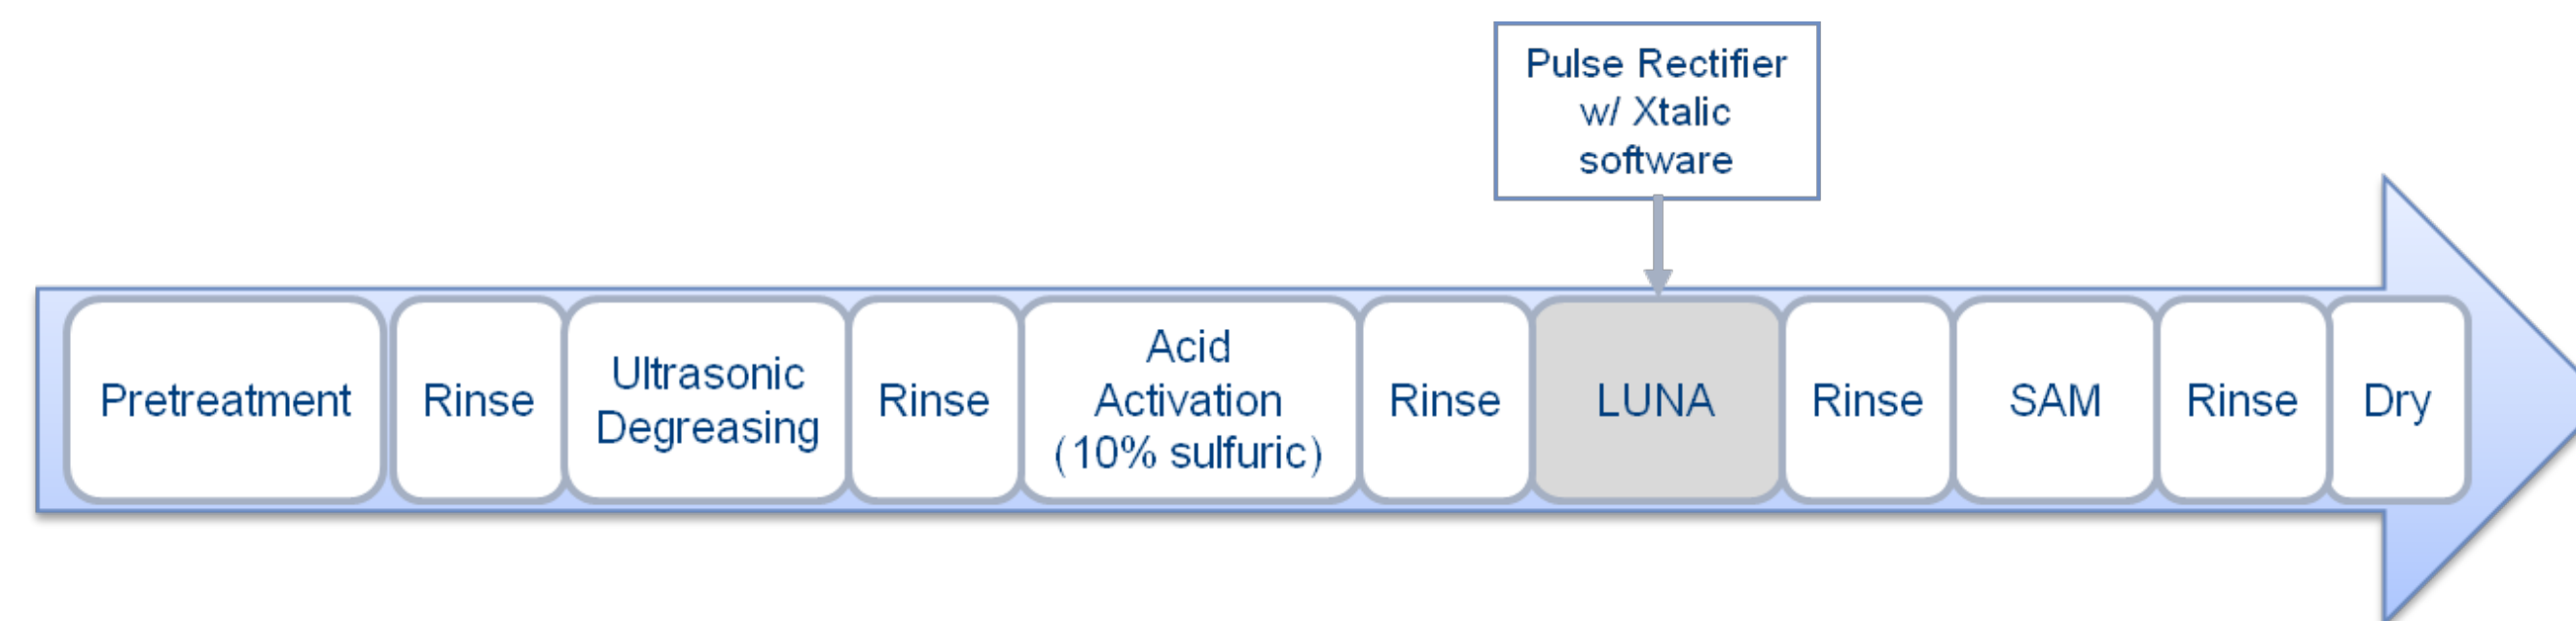 Pulse Rectifier
w/ Xtalic
software
Pretreatment
Rinse
Ultrasonic
Degreasing
Rinse
Acid
Activation
(10% sulfuric)
Rinse
LUNA
Rinse
SAM
Rinse
Dry